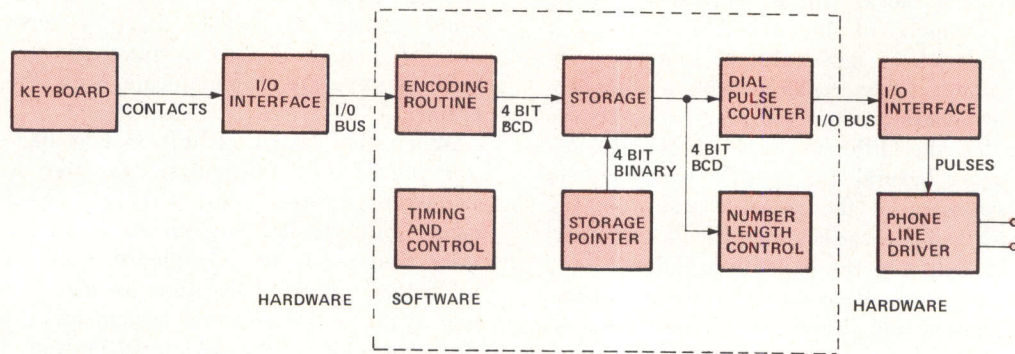 KEYBOARD
CONTACTS
I/O
INTERFACE
I/O
BUS
ENCODING
ROUTINE
4 BIT
BCD
STORAGE
4 BIT
BINARY
4 BIT
BCD
DIAL
PULSE
COUNTER
I/O BUS
I/O
INTERFACE
PULSES
TIMING
AND
CONTROL
STORAGE
POINTER
NUMBER
LENGTH
CONTROL
PHONE
LINE
DRIVER
HARDWARE
SOFTWARE
HARDWARE